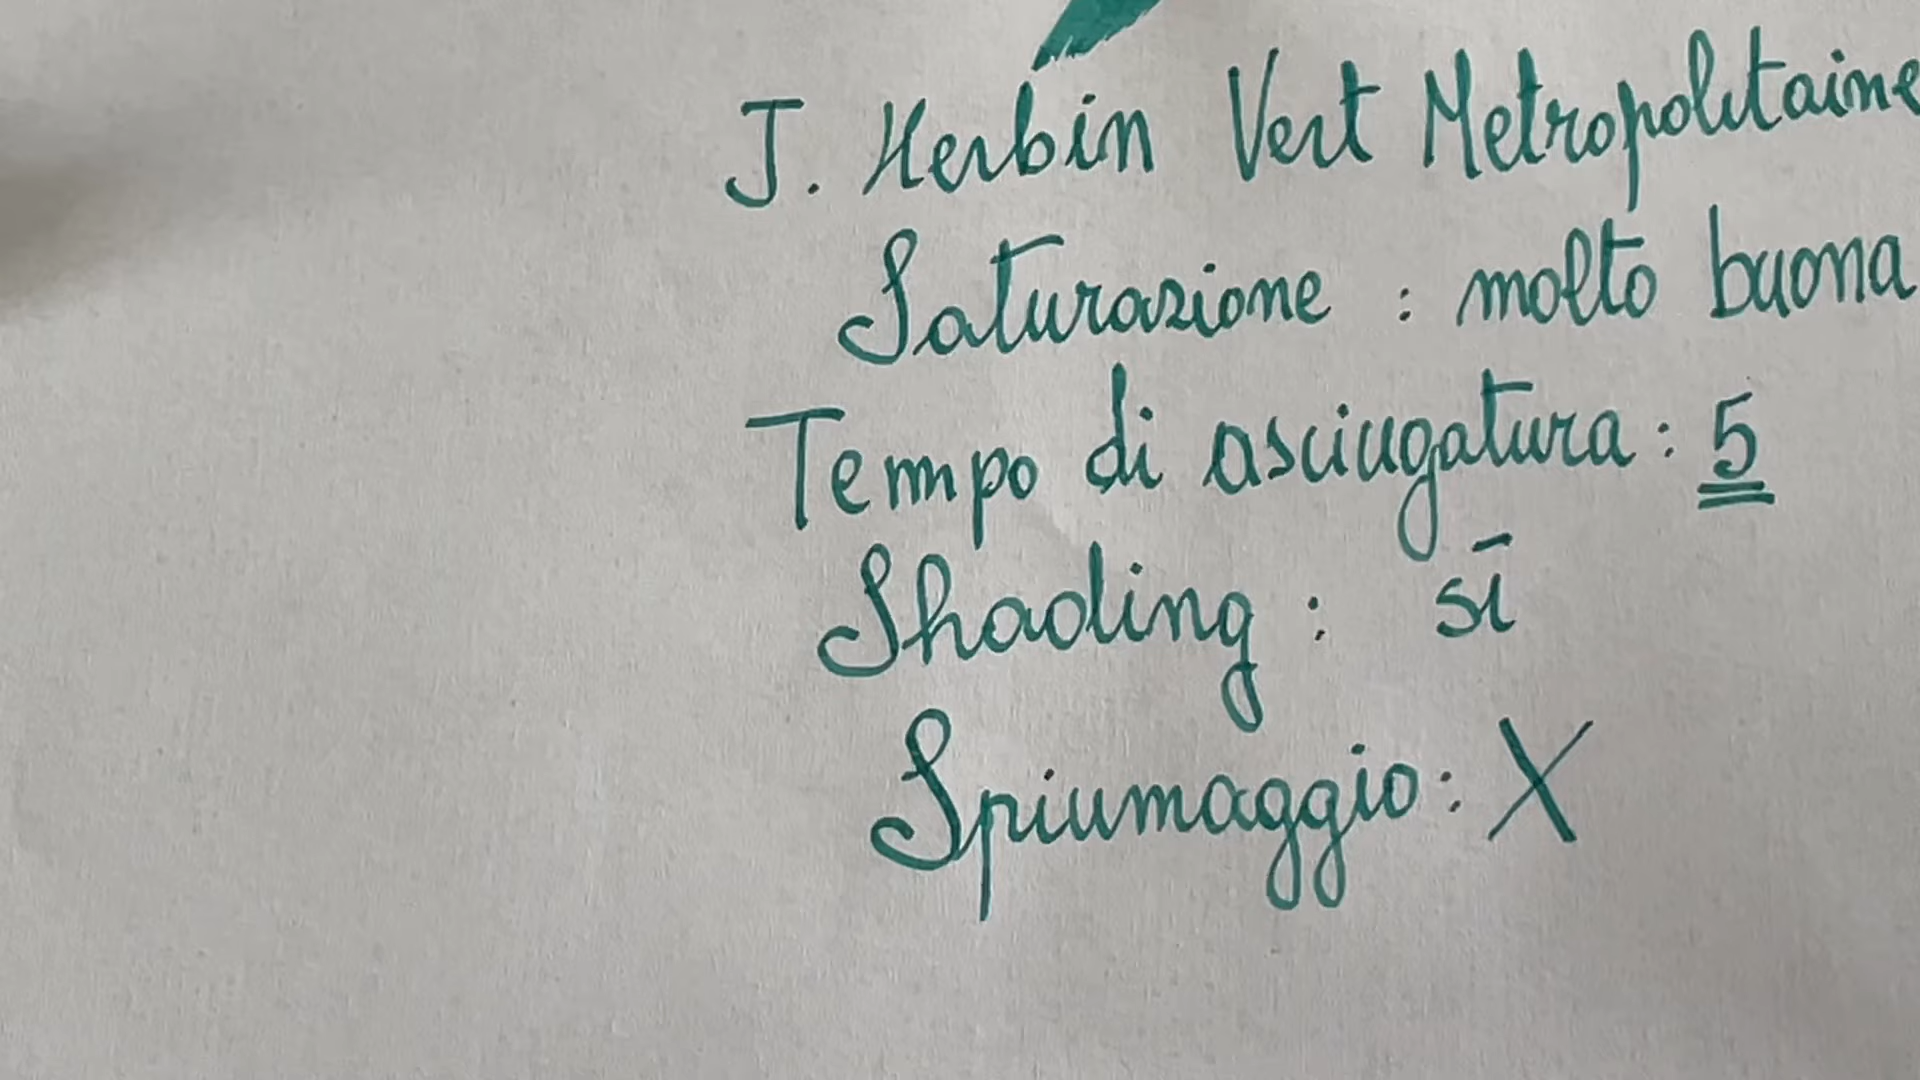 J. Herbin Vert Metropolitaine
Saturazione : molto buona
Tempo di asciugatura : 5
Shading : sì
Spiumaggio : X